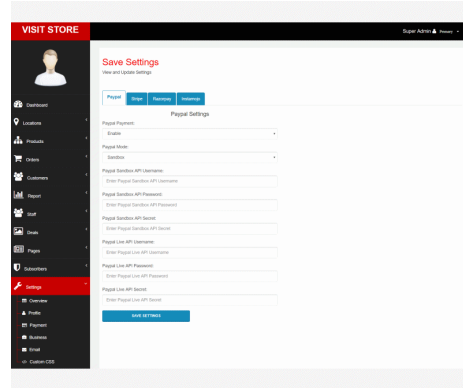 VISIT STORE
Super Admin Primary
Save Settings
View and Update Settings
Dashboard
Locations
Products
Orders
Customers
Report
Staff
Deals
Pages
Subscribers
Settings
Overview
Profile
Payment
Business
Email
Custom CSS
Paypal Stripe Razorpay Instamojo
Paypal Settings
Paypal Payment:
Enable
Paypal Mode:
Sandbox
Paypal Sandbox API Username:
Enter Paypal Sandbox API Username
Paypal Sandbox API Password:
Enter Paypal Sandbox API Password
Paypal Sandbox API Secret:
Enter Paypal Sandbox API Secret
Paypal Live API Username:
Enter Paypal Live API Username
Paypal Live API Password:
Enter Paypal Live API Password
Paypal Live API Secret:
Enter Paypal Live API Secret
SAVE SETTINGS